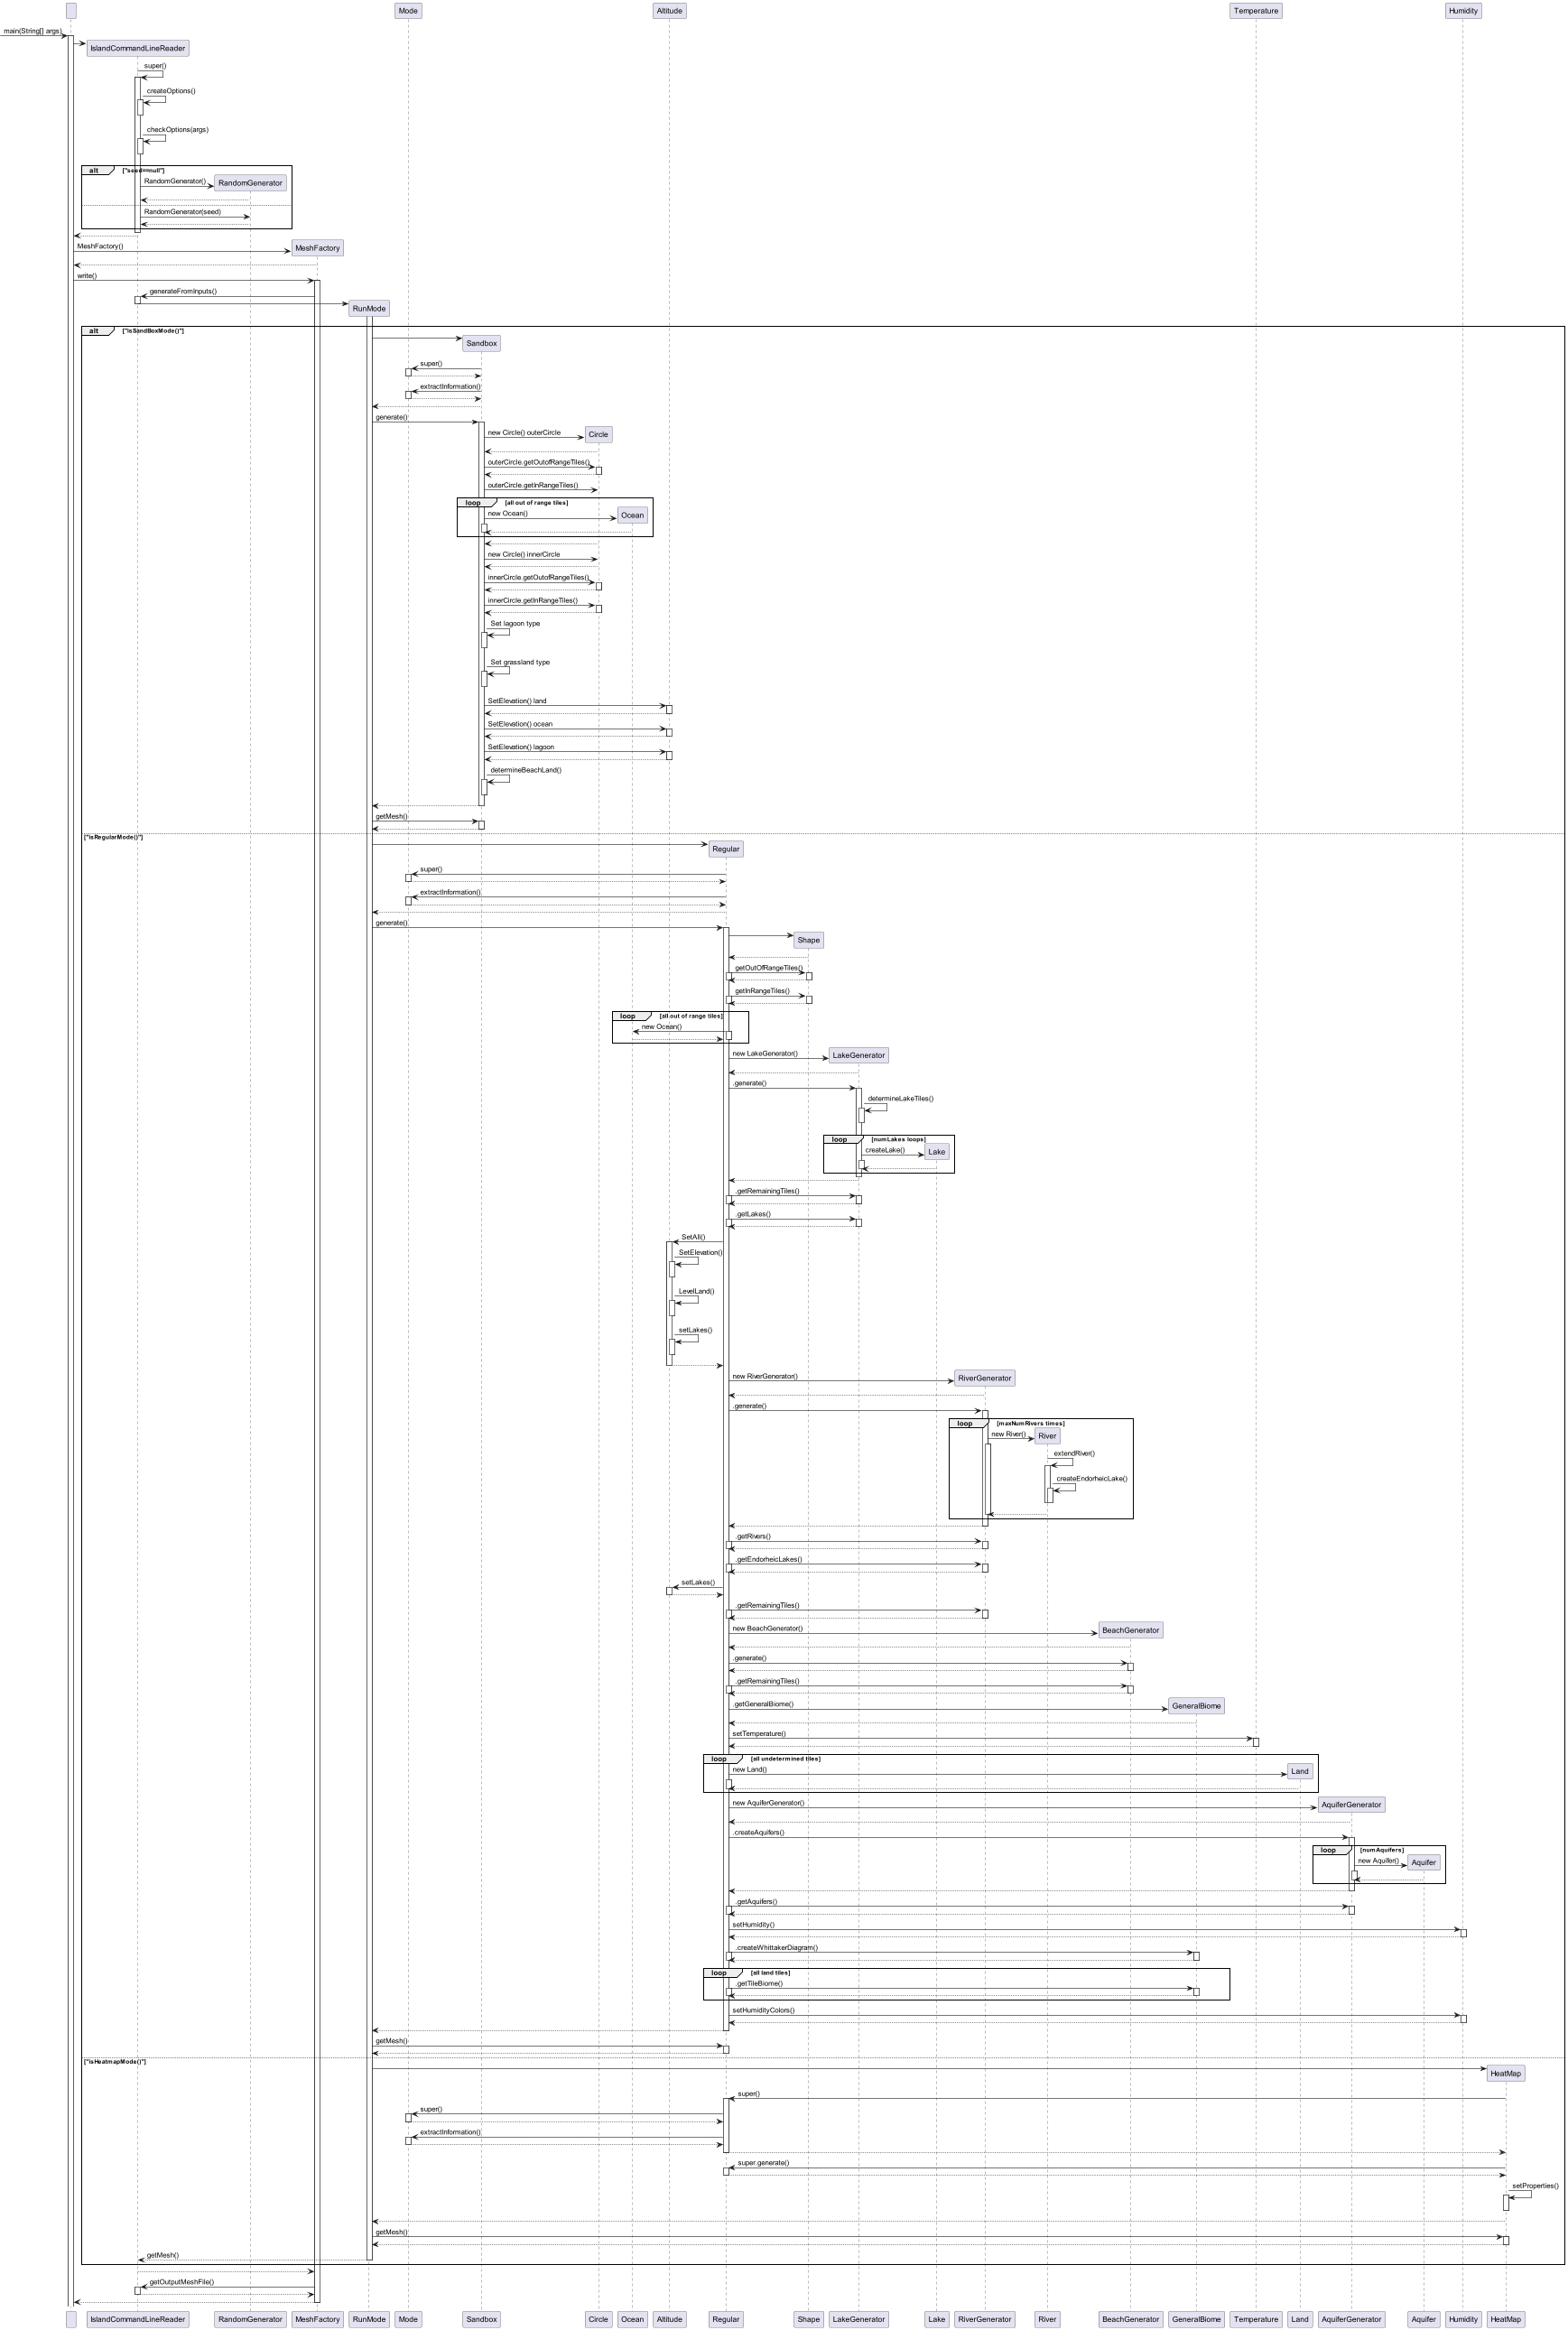 Mode
Altitude
Temperature
Humidity
main(String[] args)
IslandCommandLineReader
super()
createOptions()
checkOptions(args)
alt ["seed==null"]
RandomGenerator()
RandomGenerator
RandomGenerator(seed)
MeshFactory()
MeshFactory
write()
generateFromInputs()
RunMode
alt ["isSandBoxMode()"]
Sandbox
super()
extractInformation()
generate()
new Circle() outerCircle
Circle
outerCircle.getOutofRangeTiles()
outerCircle.getInRangeTiles()
loop [all out of range tiles]
new Ocean()
Ocean
new Circle() innerCircle
innerCircle.getOutofRangeTiles()
innerCircle.getInRangeTiles()
Set lagoon type
Set grassland type
SetElevation() land
SetElevation() ocean
SetElevation() lagoon
determineBeachLand()
getMesh()
["isRegularMode()"]
Regular
super()
extractInformation()
generate()
Shape
getOutOfRangeTiles()
getInRangeTiles()
loop [all out of range tiles]
new Ocean()
new LakeGenerator()
LakeGenerator
.generate()
determineLakeTiles()
loop [numLakes loops]
createLake()
Lake
.getRemainingTiles()
.getLakes()
SetAll()
SetElevation()
LevelLand()
setLakes()
new RiverGenerator()
RiverGenerator
.generate()
loop [maxNumRivers times]
new River()
River
extendRiver()
createEndorheicLake()
.getRivers()
.getEndorheicLakes()
setLakes()
.getRemainingTiles()
new BeachGenerator()
BeachGenerator
.generate()
.getRemainingTiles()
.getGeneralBiome()
GeneralBiome
setTemperature()
loop [all undetermined tiles]
new Land()
Land
new AquiferGenerator()
AquiferGenerator
.createAquifers()
loop [numAquifers]
new Aquifer()
Aquifer
.getAquifers()
setHumidity()
.createWhittakerDiagram()
loop [all land tiles]
.getTileBiome()
setHumidityColors()
getMesh()
["isHeatmapMode()"]
HeatMap
super()
super()
extractInformation()
super.generate()
setProperties()
getMesh()
getMesh()
getOutputMeshFile()
IslandCommandLineReader
RandomGenerator
MeshFactory
RunMode
Mode
Sandbox
Circle
Ocean
Altitude
Regular
Shape
LakeGenerator
Lake
RiverGenerator
River
BeachGenerator
GeneralBiome
Temperature
Land
AquiferGenerator
Aquifer
Humidity
HeatMap